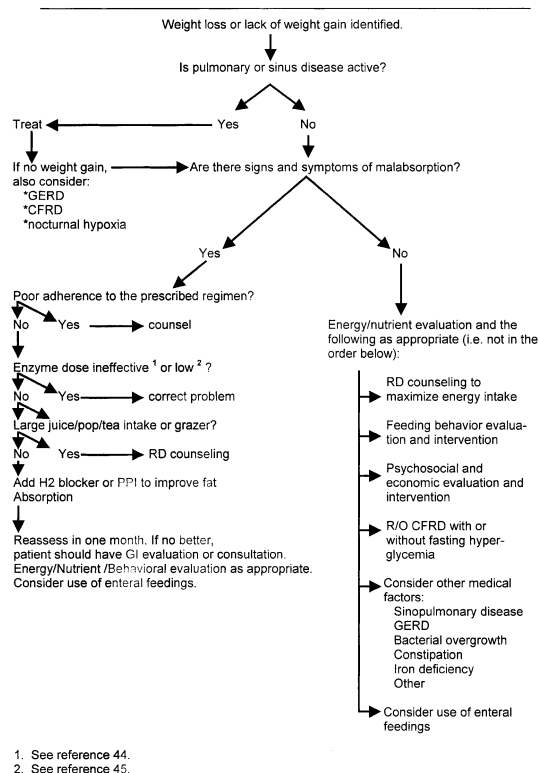 Weight loss or lack of weight gain identified.
Is pulmonary or sinus disease active?
Treat
Yes
No
If no weight gain,
also consider:
*GERD
*CFRD
*nocturnal hypoxia
Are there signs and symptoms of malabsorption?
Yes
No
Poor adherence to the prescribed regimen?
No
Yes
counsel
Enzyme dose ineffective 1 or low 2 ?
No
Yes
correct problem
Large juice/pop/tea intake or grazer?
No
Yes
RD counseling
Add H2 blocker or PPI to improve fat
Absorption
Reassess in one month. If no better,
patient should have GI evaluation or consultation.
Energy/Nutrient /Behavioral evaluation as appropriate.
Consider use of enteral feedings.
Energy/nutrient evaluation and the
following as appropriate (i.e. not in the
order below):
RD counseling to
maximize energy intake
Feeding behavior evalua-
tion and intervention
Psychosocial and
economic evaluation and
intervention
R/O CFRD with or
without fasting hyper-
glycemia
Consider other medical
factors:
Sinopulmonary disease
GERD
Bacterial overgrowth
Constipation
Iron deficiency
Other
Consider use of enteral
feedings
1. See reference 44.
2. See reference 45.